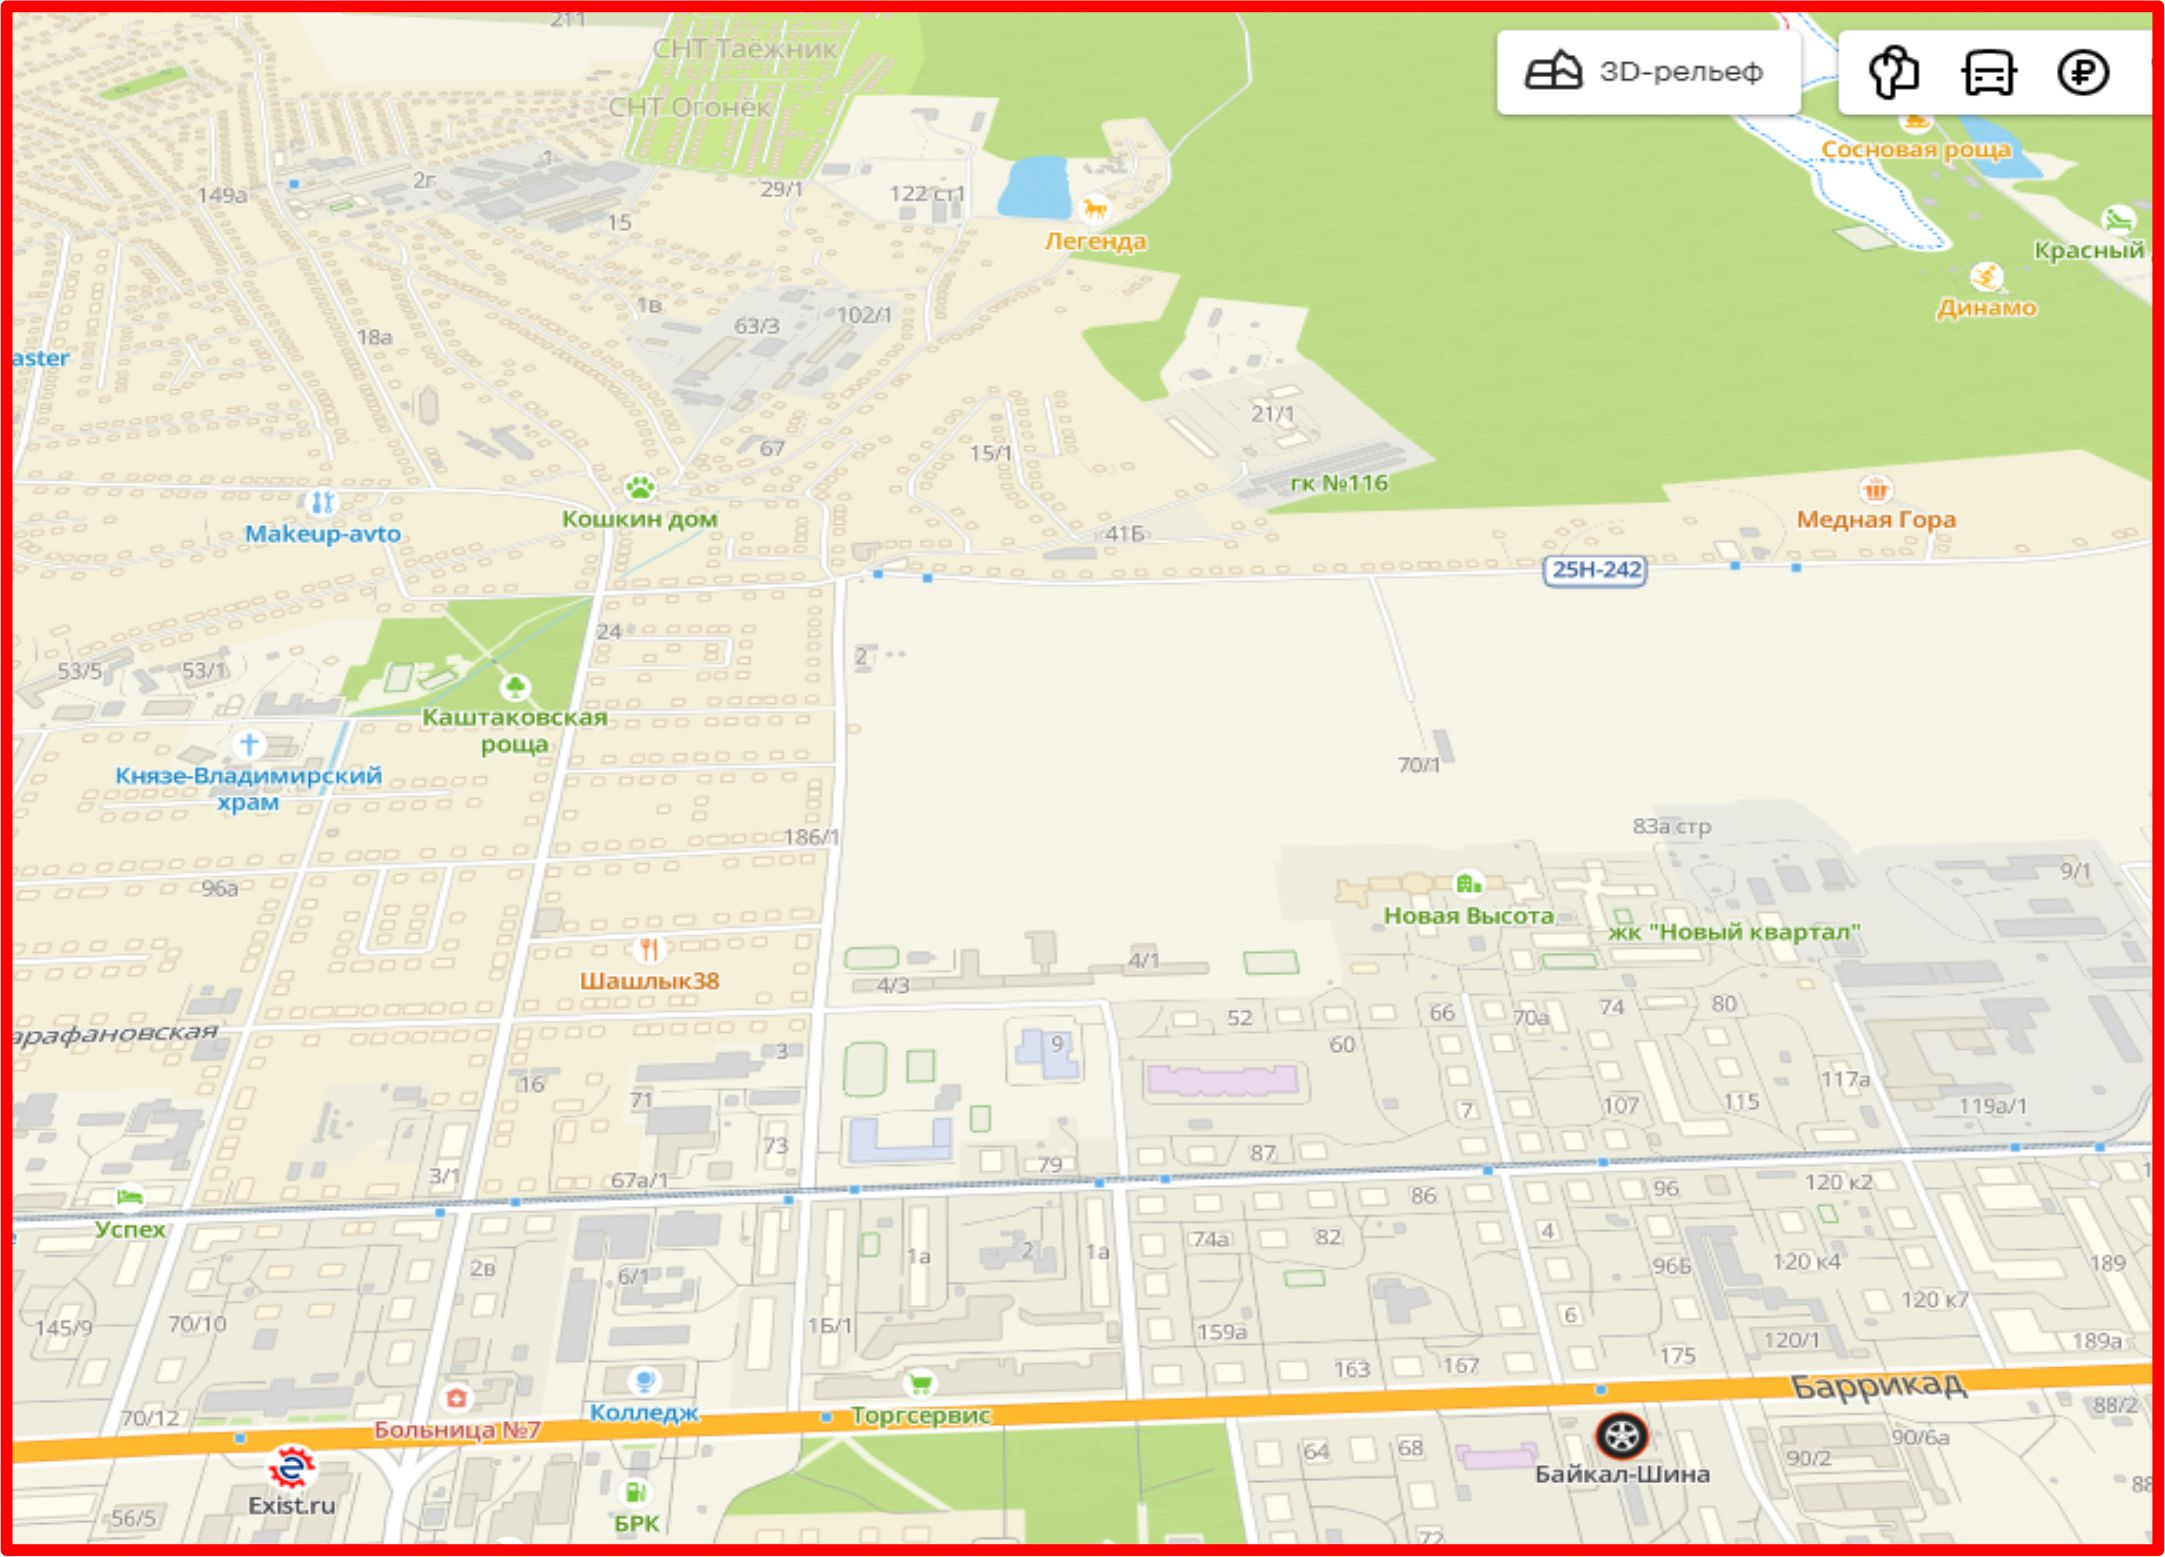 211
СНТ Таёжник
3D-рельеф
СНТ Огонёк
Сосновая роща
1
2г
149а
29/1
122 ст1
15
Легенда
Красный
Динамо
1в
102/1
63/3
18а
aster
21/1
67
15/1
гк №116
Кошкин дом
Медная Гора
Makeup-avto
41Б
25Н-242
24
2
53/5
53/1
Каштаковская
роща
70/1
Князе-Владимирский
храм
83а стр
186/1
9/1
96а
Новая Высота
жк "Новый квартал"
Шашлык38
4/1
4/3
80
74
66
70а
52
арафановская
3
9
60
117а
16
71
7
107
115
119а/1
73
87
79
3/1
67а/1
120 к2
96
86
Успех
4
74а
82
1а
2
1а
2в
6/1
96Б
120 к4
189
120 к7
6
145/9
70/10
1Б/1
159а
120/1
189а
175
163
167
Баррикад
70/12
Больница №7
Колледж
Торгсервис
88/2
90/6а
64
68
90/2
Байкал-Шина
Exist.ru
88
56/5
БРК
72